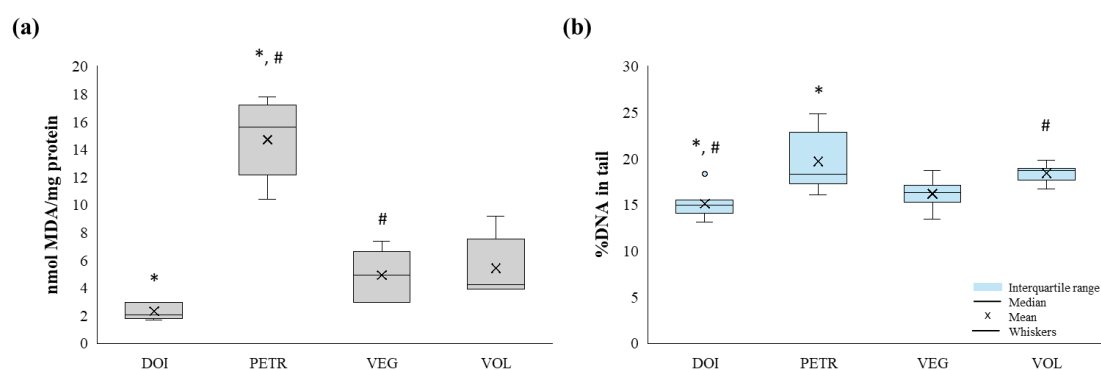 (a)
*, #
*
#
nmol MDA/mg protein
20
18
16
14
12
10
8
6
4
2
0
DOI PETR VEG VOL
(b)
*, #
*
#
%DNA in tail
30
25
20
15
10
5
0
DOI PETR VEG VOL
Interquartile range
Median
x Mean
Whiskers